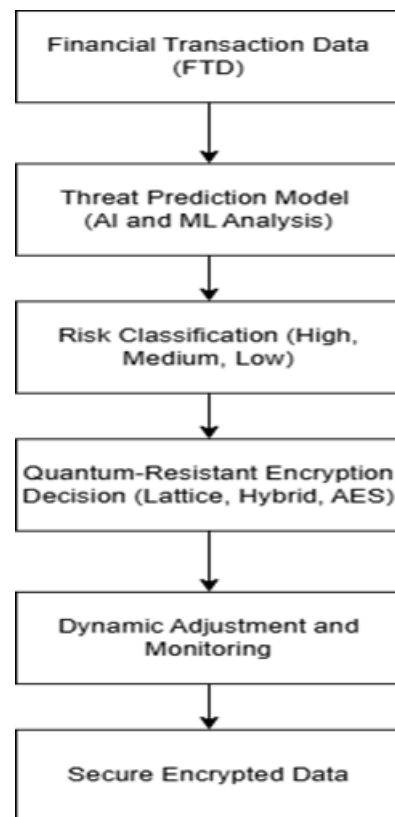 Financial Transaction Data
(FTD)
Threat Prediction Model
(AI and ML Analysis)
Risk Classification (High,
Medium, Low)
Quantum-Resistant Encryption
Decision (Lattice, Hybrid, AES)
Dynamic Adjustment and
Monitoring
Secure Encrypted Data